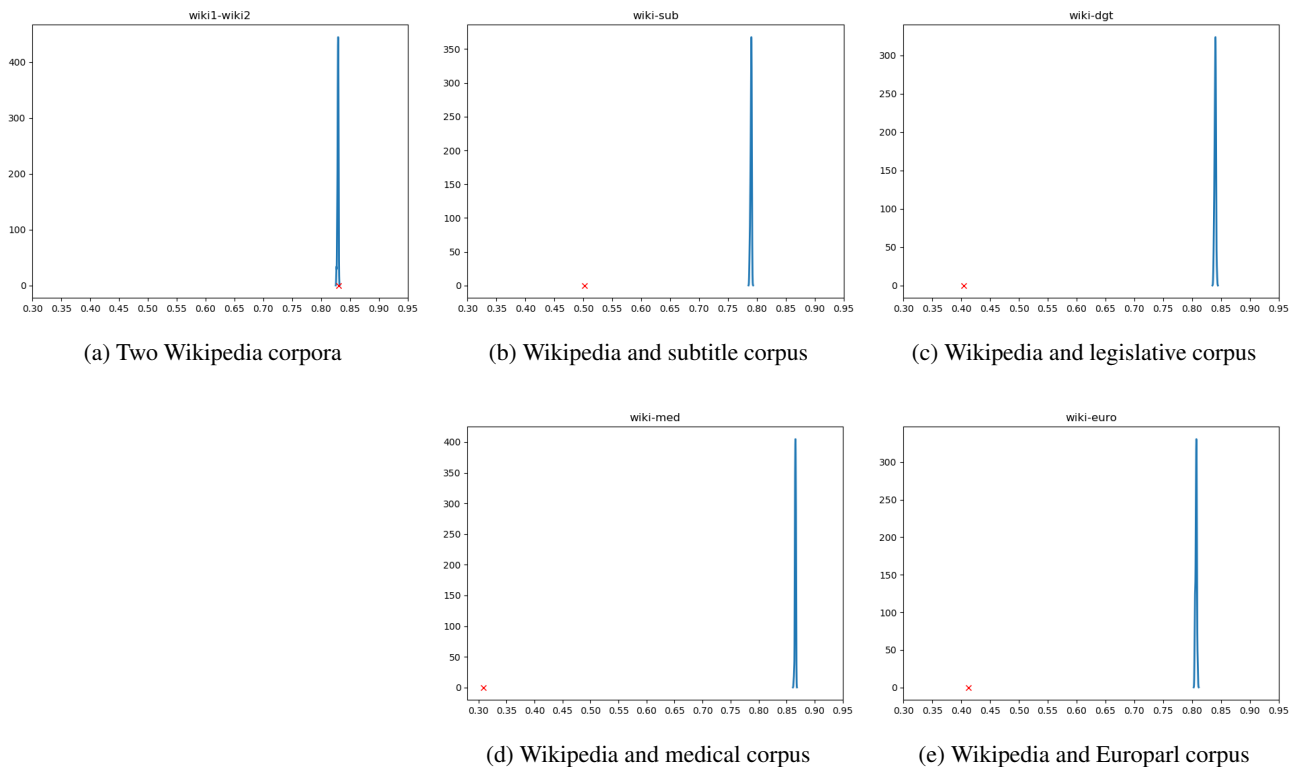 wiki1-wiki2
400
300
200
100
0
0.30 0.35 0.40 0.45 0.50 0.55 0.60 0.65 0.70 0.75 0.80 0.85 0.90 0.95
(a) Two Wikipedia corpora
wiki-sub
350
300
250
200
150
100
50
0
0.30 0.35 0.40 0.45 0.50 0.55 0.60 0.65 0.70 0.75 0.80 0.85 0.90 0.95
(b) Wikipedia and subtitle corpus
wiki-dgt
300
250
200
150
100
50
0
0.30 0.35 0.40 0.45 0.50 0.55 0.60 0.65 0.70 0.75 0.80 0.85 0.90 0.95
(c) Wikipedia and legislative corpus
wiki-med
400
350
300
250
200
150
100
50
0
0.30 0.35 0.40 0.45 0.50 0.55 0.60 0.65 0.70 0.75 0.80 0.85 0.90 0.95
(d) Wikipedia and medical corpus
wiki-euro
300
250
200
150
100
50
0
0.30 0.35 0.40 0.45 0.50 0.55 0.60 0.65 0.70 0.75 0.80 0.85 0.90 0.95
(e) Wikipedia and Europarl corpus